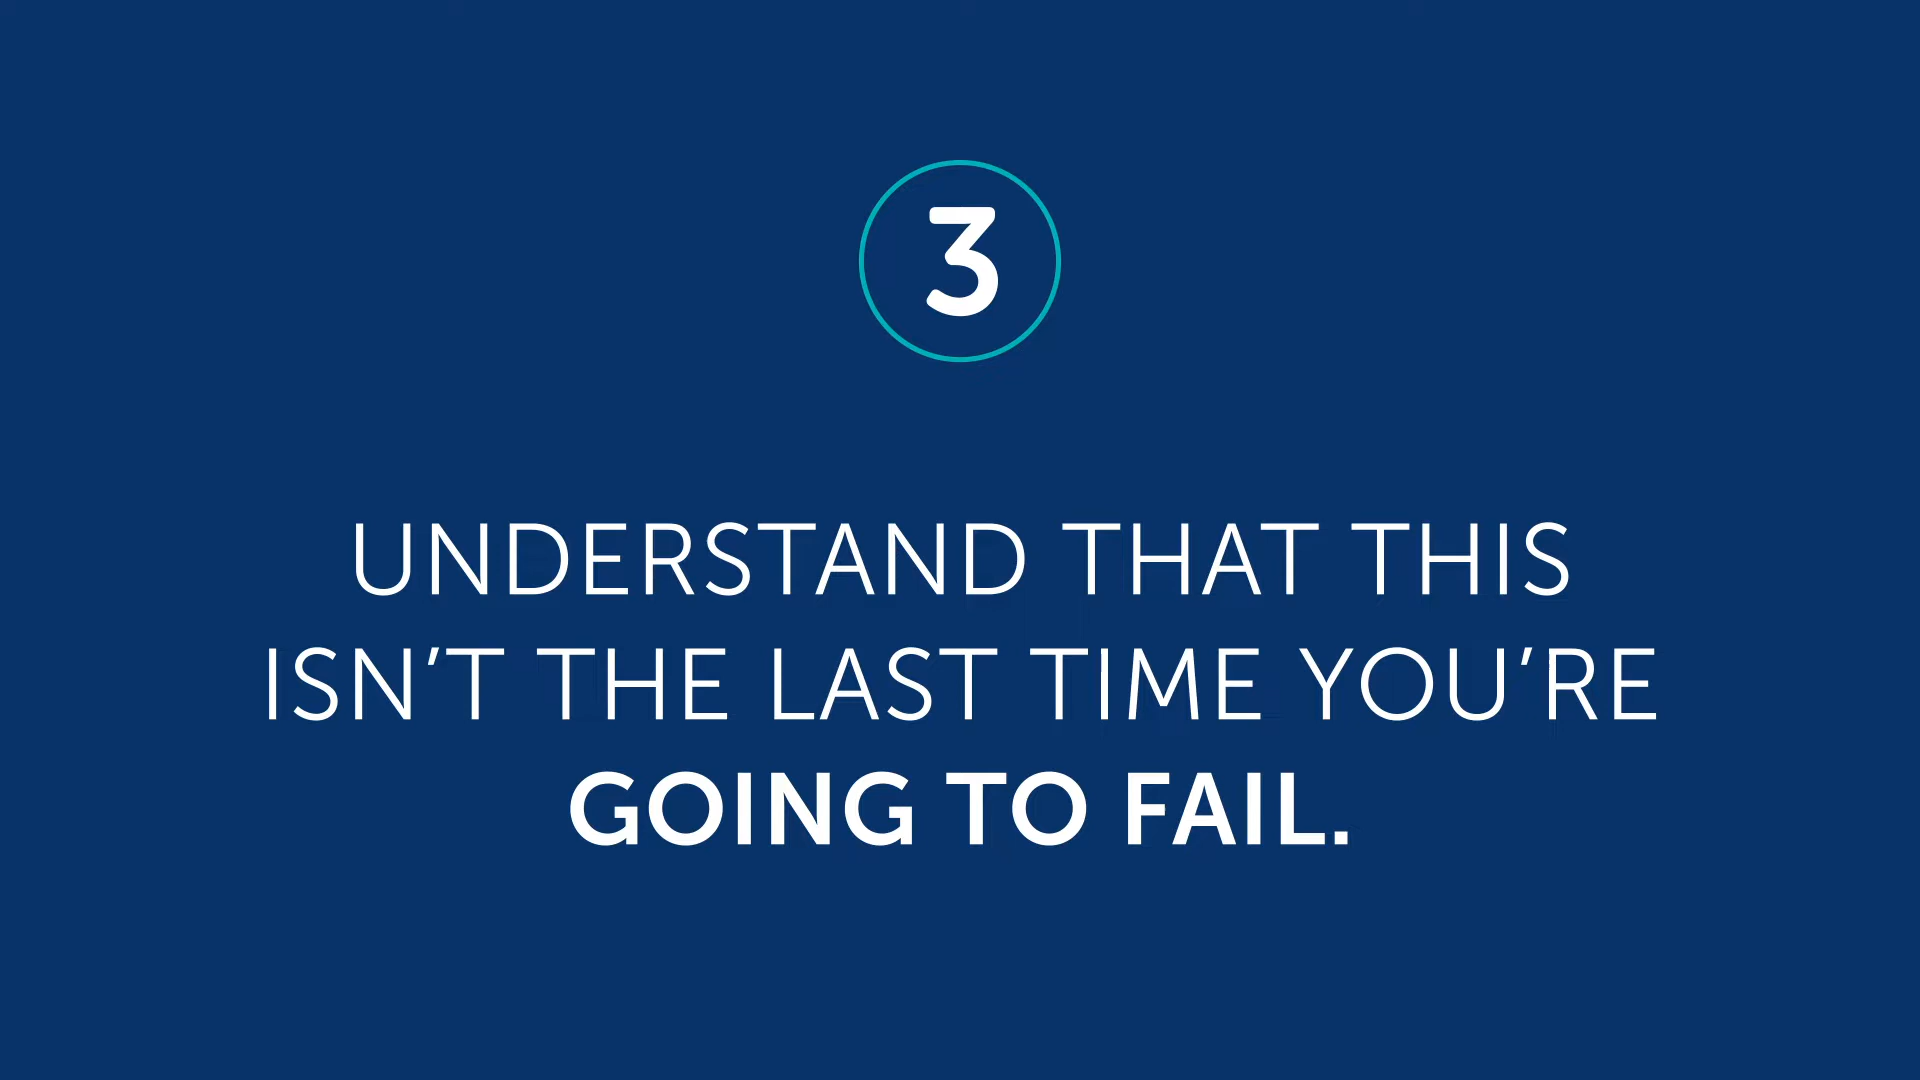 3
UNDERSTAND THAT THIS
ISN’T THE LAST TIME YOU’RE
GOING TO FAIL.